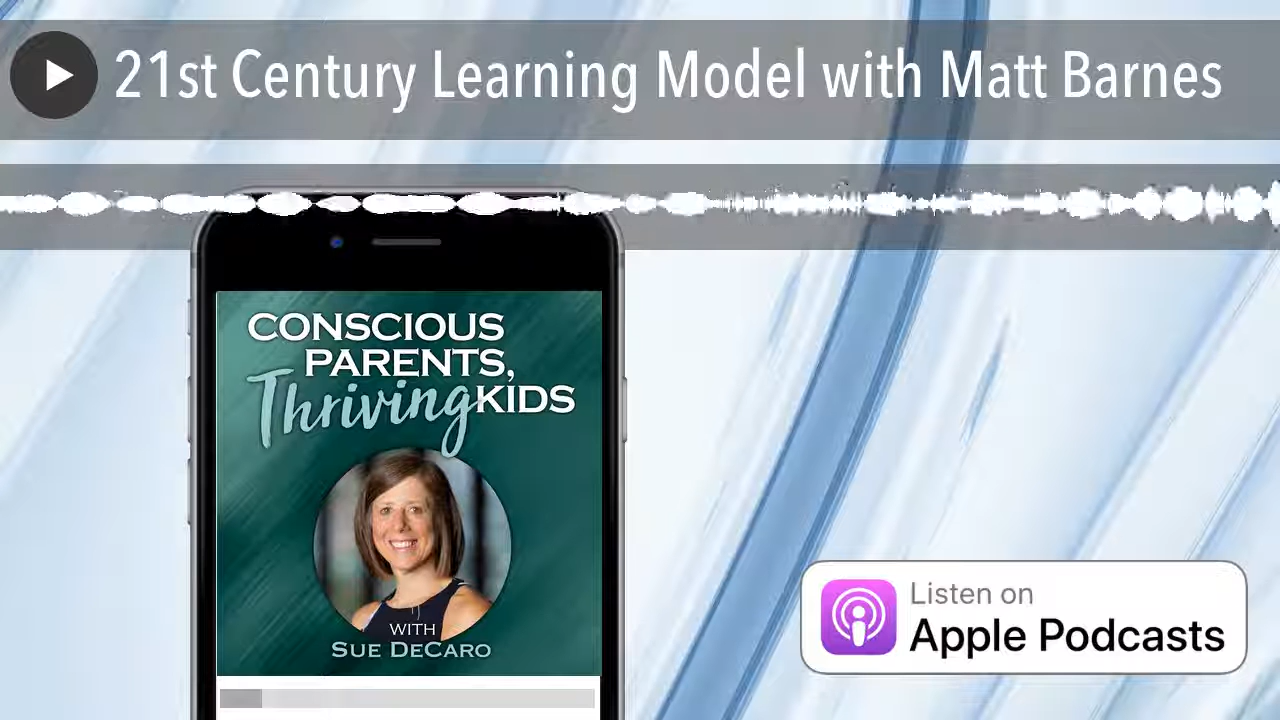 21st Century Learning Model with Matt Barnes
CONSCIOUS
PARENTS,
Thriving KIDS
WITH
SUE DECARO
Listen on
Apple Podcasts